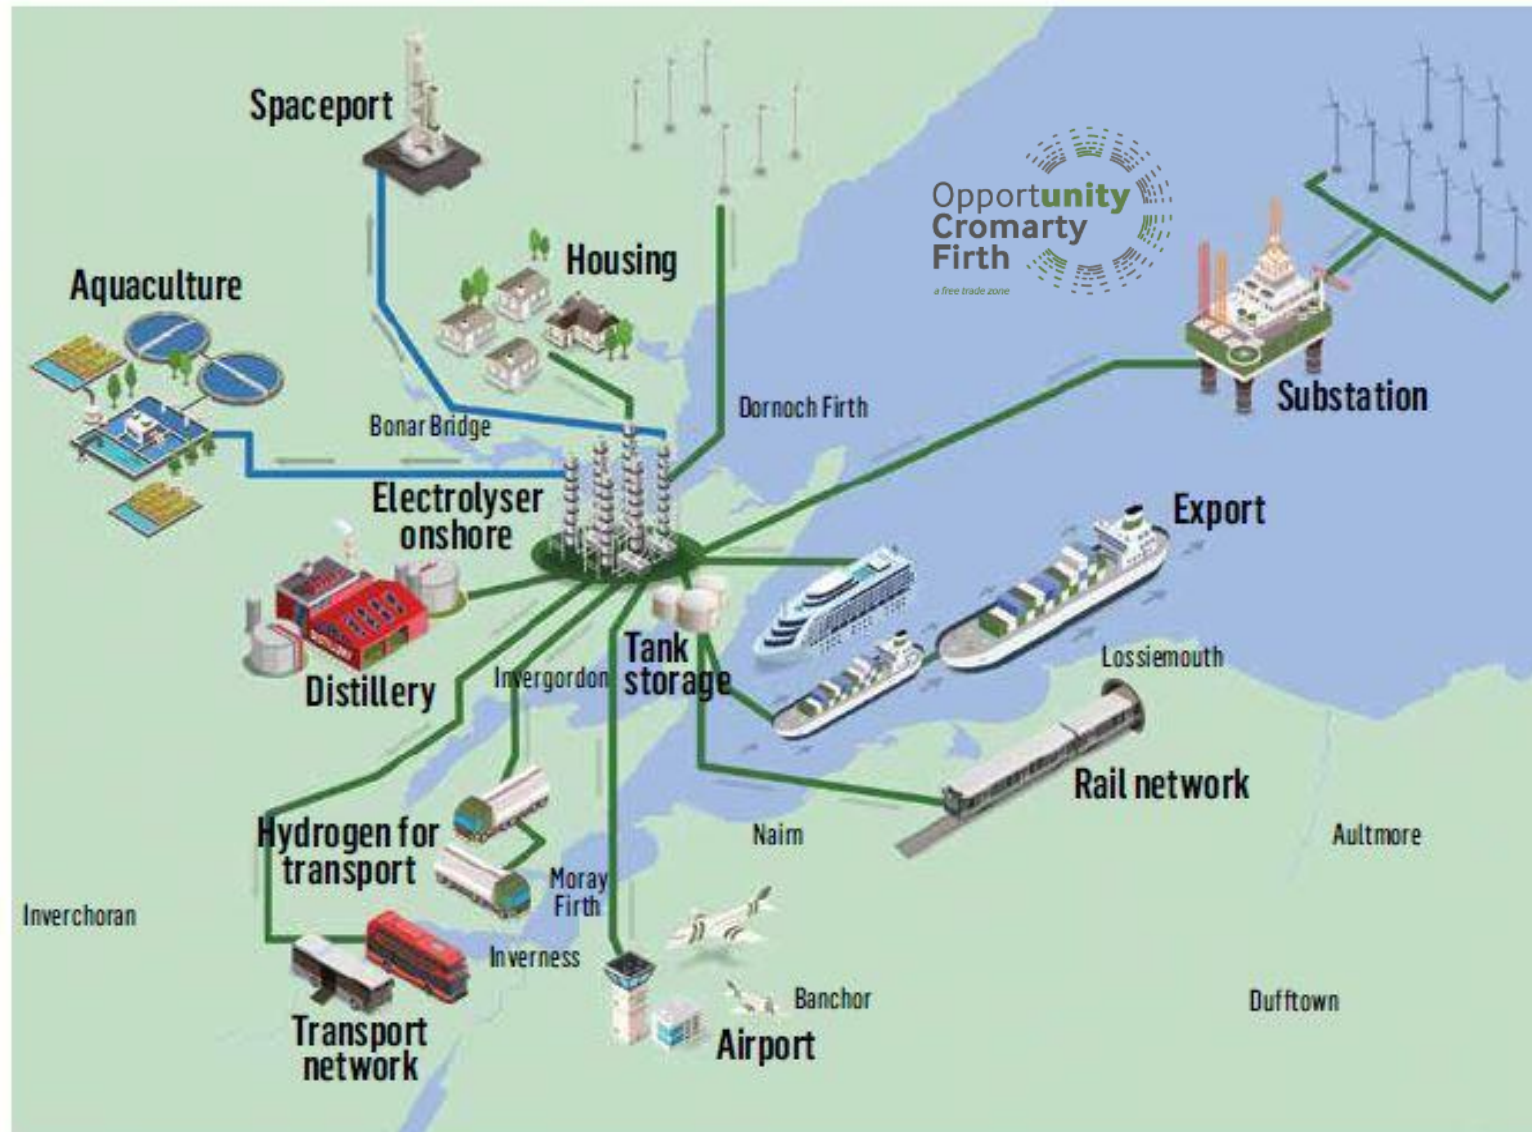 Spaceport
Opportunity
Cromarty
Firth
a free trade zone
Housing
Aquaculture
Substation
Dornoch Firth
Bonar Bridge
Electrolyser
onshore
Export
Tank
storage
Invergordon
Distillery
DISTILLERY
Lossiemouth
Rail network
Hydrogen for
transport
Nairn
Aultmore
Moray
Firth
Inverchoran
Inverness
Banchor
Dufftown
Transport
network
Airport